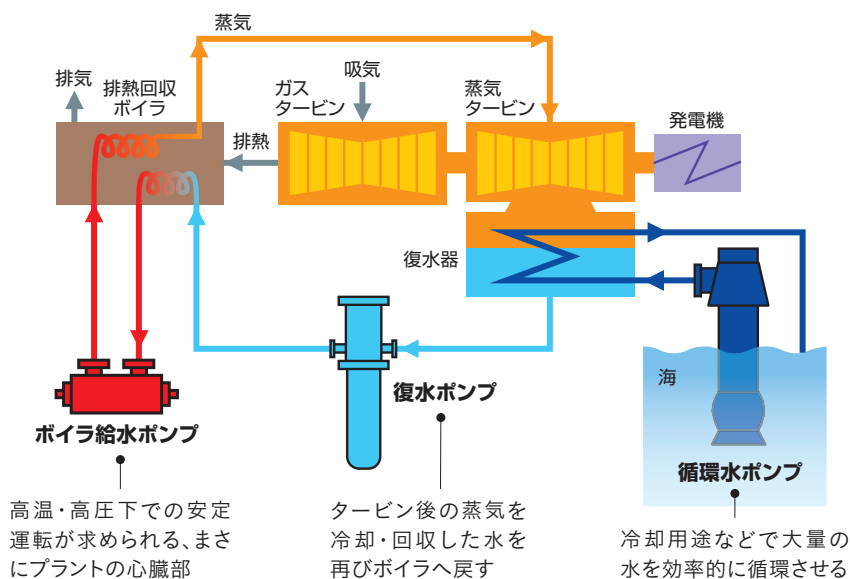 蒸気
排気
排熱回収
ボイラ
排熱
ガス
タービン
吸気
蒸気
タービン
発電機
復水器
海
ボイラ給水ポンプ
高温・高圧下での安定
運転が求められる、まさ
にプラントの心臓部
復水ポンプ
タービン後の蒸気を
冷却・回収した水を
再びボイラへ戻す
循環水ポンプ
冷却用途などで大量の
水を効率的に循環させる